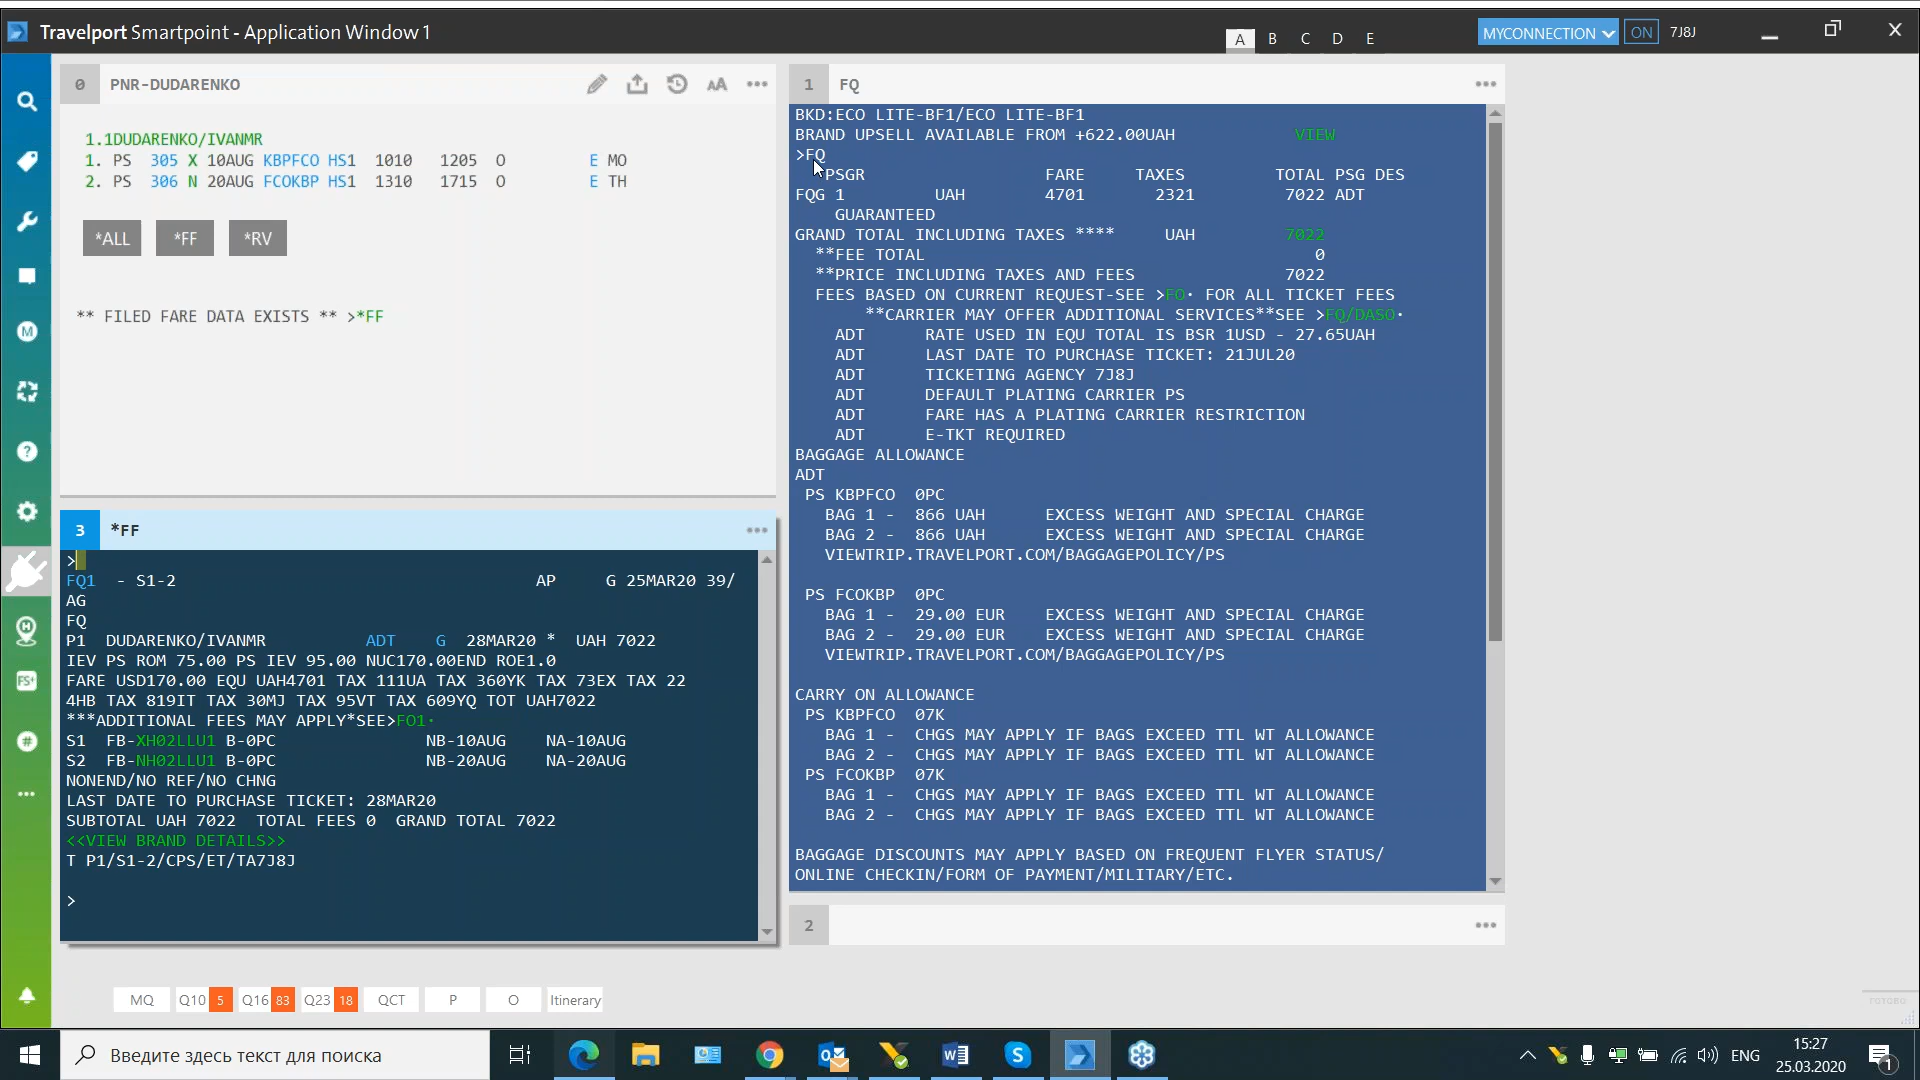 Travelport Smartpoint - Application Window 1
A B C D E
MYCONNECTION ON 7J8J
0 PNR-DUDARENKO AA
1.1DUDARENKO/IVANMR
1. PS 305 X 10AUG KBPFCO HS1 1010 1205 O E MO
2. PS 306 N 20AUG FCOKBP HS1 1310 1715 O E TH
*ALL *FF *RV
** FILED FARE DATA EXISTS ** >*FF
3 *FF
>
FQ1 - S1-2 AP G 25MAR20 39/
AG
FQ
P1 DUDARENKO/IVANMR ADT G 28MAR20 * UAH 7022
IEV PS ROM 75.00 PS IEV 95.00 NUC170.00END ROE1.0
FARE USD170.00 EQU UAH4701 TAX 111UA TAX 360YK TAX 73EX TAX 22
4HB TAX 819IT TAX 30MJ TAX 95VT TAX 609YQ TOT UAH7022
***ADDITIONAL FEES MAY APPLY*SEE>FO1·
S1 FB-XH02LLU1 B-0PC NB-10AUG NA-10AUG
S2 FB-NH02LLU1 B-0PC NB-20AUG NA-20AUG
NONEND/NO REF/NO CHNG
LAST DATE TO PURCHASE TICKET: 28MAR20
SUBTOTAL UAH 7022 TOTAL FEES 0 GRAND TOTAL 7022
<<VIEW BRAND DETAILS>>
T P1/S1-2/CPS/ET/TA7J8J
>
1 FQ
BKD:ECO LITE-BF1/ECO LITE-BF1
BRAND UPSELL AVAILABLE FROM +622.00UAH VIEW
>FQ
PSGR FARE TAXES TOTAL PSG DES
FQG 1 UAH 4701 2321 7022 ADT
GUARANTEED
GRAND TOTAL INCLUDING TAXES **** UAH 7022
**FEE TOTAL 0
**PRICE INCLUDING TAXES AND FEES 7022
FEES BASED ON CURRENT REQUEST-SEE >FO· FOR ALL TICKET FEES
**CARRIER MAY OFFER ADDITIONAL SERVICES**SEE >FQ/DASO·
ADT RATE USED IN EQU TOTAL IS BSR 1USD - 27.65UAH
ADT LAST DATE TO PURCHASE TICKET: 21JUL20
ADT TICKETING AGENCY 7J8J
ADT DEFAULT PLATING CARRIER PS
ADT FARE HAS A PLATING CARRIER RESTRICTION
ADT E-TKT REQUIRED
BAGGAGE ALLOWANCE
ADT
PS KBPFCO 0PC
BAG 1 - 866 UAH EXCESS WEIGHT AND SPECIAL CHARGE
BAG 2 - 866 UAH EXCESS WEIGHT AND SPECIAL CHARGE
VIEWTRIP.TRAVELPORT.COM/BAGGAGEPOLICY/PS
PS FCOKBP 0PC
BAG 1 - 29.00 EUR EXCESS WEIGHT AND SPECIAL CHARGE
BAG 2 - 29.00 EUR EXCESS WEIGHT AND SPECIAL CHARGE
VIEWTRIP.TRAVELPORT.COM/BAGGAGEPOLICY/PS
CARRY ON ALLOWANCE
PS KBPFCO 07K
BAG 1 - CHGS MAY APPLY IF BAGS EXCEED TTL WT ALLOWANCE
BAG 2 - CHGS MAY APPLY IF BAGS EXCEED TTL WT ALLOWANCE
PS FCOKBP 07K
BAG 1 - CHGS MAY APPLY IF BAGS EXCEED TTL WT ALLOWANCE
BAG 2 - CHGS MAY APPLY IF BAGS EXCEED TTL WT ALLOWANCE
BAGGAGE DISCOUNTS MAY APPLY BASED ON FREQUENT FLYER STATUS/
ONLINE CHECKIN/FORM OF PAYMENT/MILITARY/ETC.
2
MQ Q10 5 Q16 83 Q23 18 QCT P O Itinerary
ГОТОВО
Введите здесь текст для поиска
ENG
15:27
25.03.2020
1